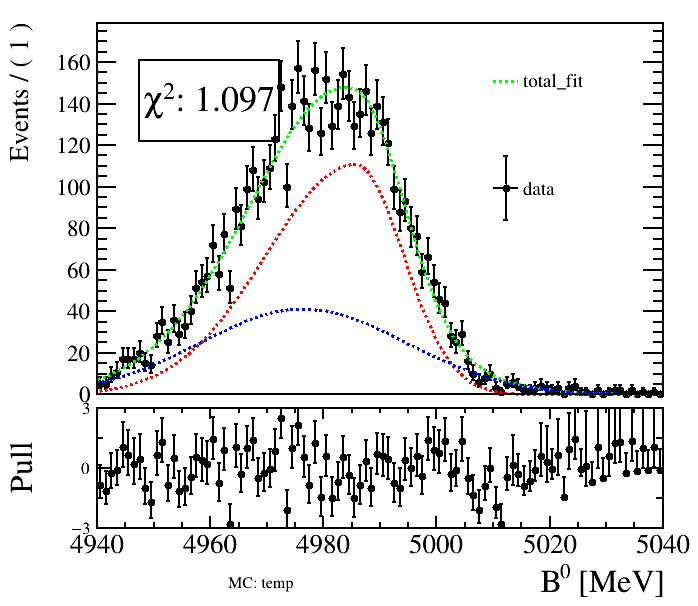 Events / ( 1 )
160
140
120
100
80
60
40
20
0
χ²: 1.097
total_fit
data
Pull
3
0
−3
4940 4960 4980 5000 5020 5040
MC: temp
B⁰ [MeV]